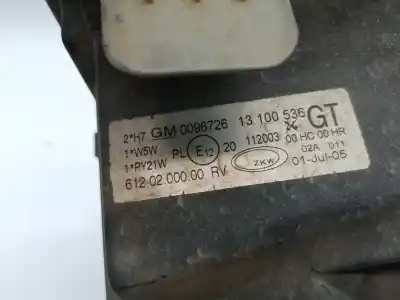 2*H7 GM 0096726 13 100 536 GT
1*W5W PL E12 20 112003 00 HC 00 HR
1*PY21W ZKW 02A 011
612.02.000.00 RV 01-Jul-05